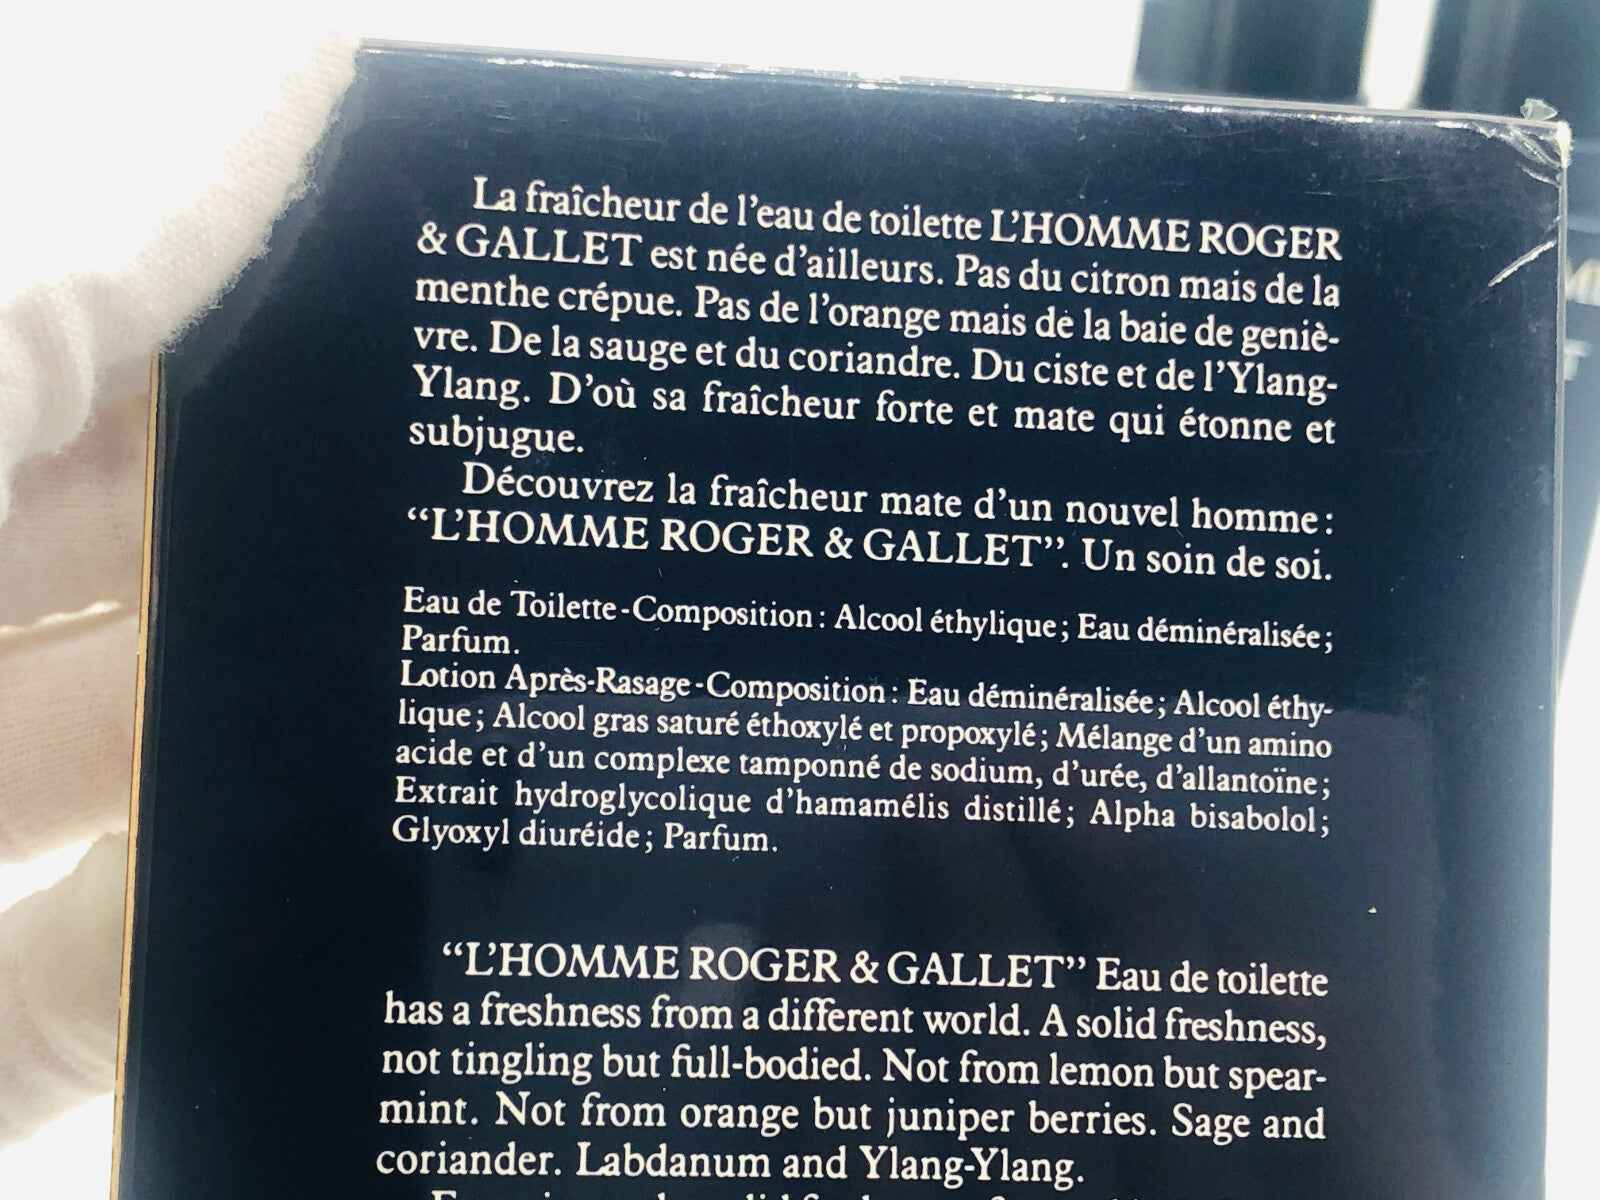 La fraîcheur de l'eau de toilette L'HOMME ROGER
& GALLET est née d'ailleurs. Pas du citron mais de la
menthe crépue. Pas de l'orange mais de la baie de geniè-
vre. De la sauge et du coriandre. Du ciste et de l'Ylang-
Ylang. D'où sa fraîcheur forte et mate qui étonne et
subjugue.
Découvrez la fraîcheur mate d'un nouvel homme :
“L'HOMME ROGER & GALLET”. Un soin de soi.
Eau de Toilette - Composition : Alcool éthylique ; Eau déminéralisée ;
Parfum.
Lotion Après-Rasage - Composition : Eau déminéralisée ; Alcool éthy-
lique ; Alcool gras saturé éthoxylé et propoxylé ; Mélange d'un amino
acide et d'un complexe tamponné de sodium, d'urée, d'allantoïne ;
Extrait hydroglycolique d'hamamélis distillé ; Alpha bisabolol ;
Glyoxyl diuréide ; Parfum.
“L'HOMME ROGER & GALLET” Eau de toilette
has a freshness from a different world. A solid freshness,
not tingling but full-bodied. Not from lemon but spear-
mint. Not from orange but juniper berries. Sage and
coriander. Labdanum and Ylang-Ylang.